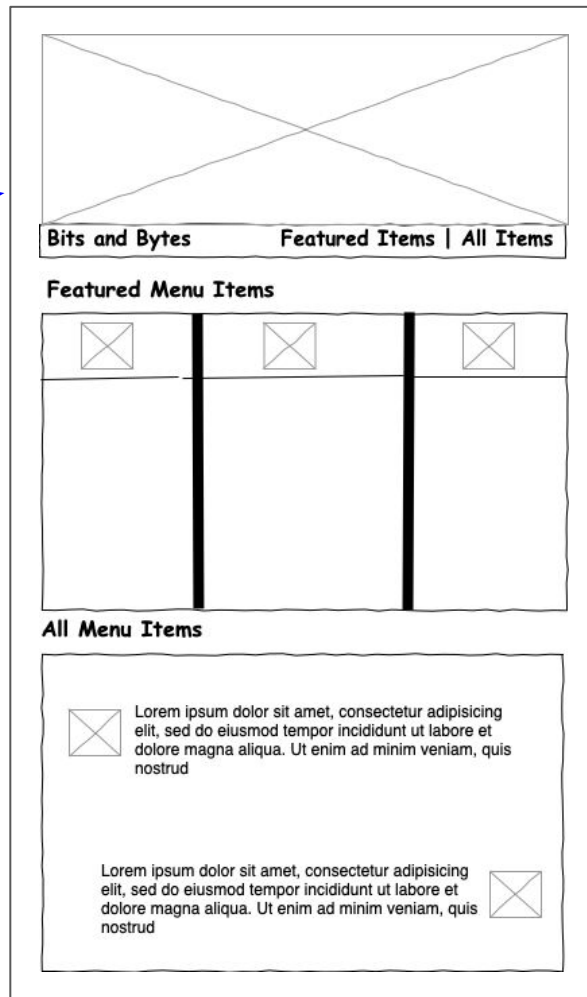 Bits and Bytes
Featured Items | All Items
Featured Menu Items
All Menu Items
Lorem ipsum dolor sit amet, consectetur adipisicing
elit, sed do eiusmod tempor incididunt ut labore et
dolore magna aliqua. Ut enim ad minim veniam, quis
nostrud
Lorem ipsum dolor sit amet, consectetur adipisicing
elit, sed do eiusmod tempor incididunt ut labore et
dolore magna aliqua. Ut enim ad minim veniam, quis
nostrud